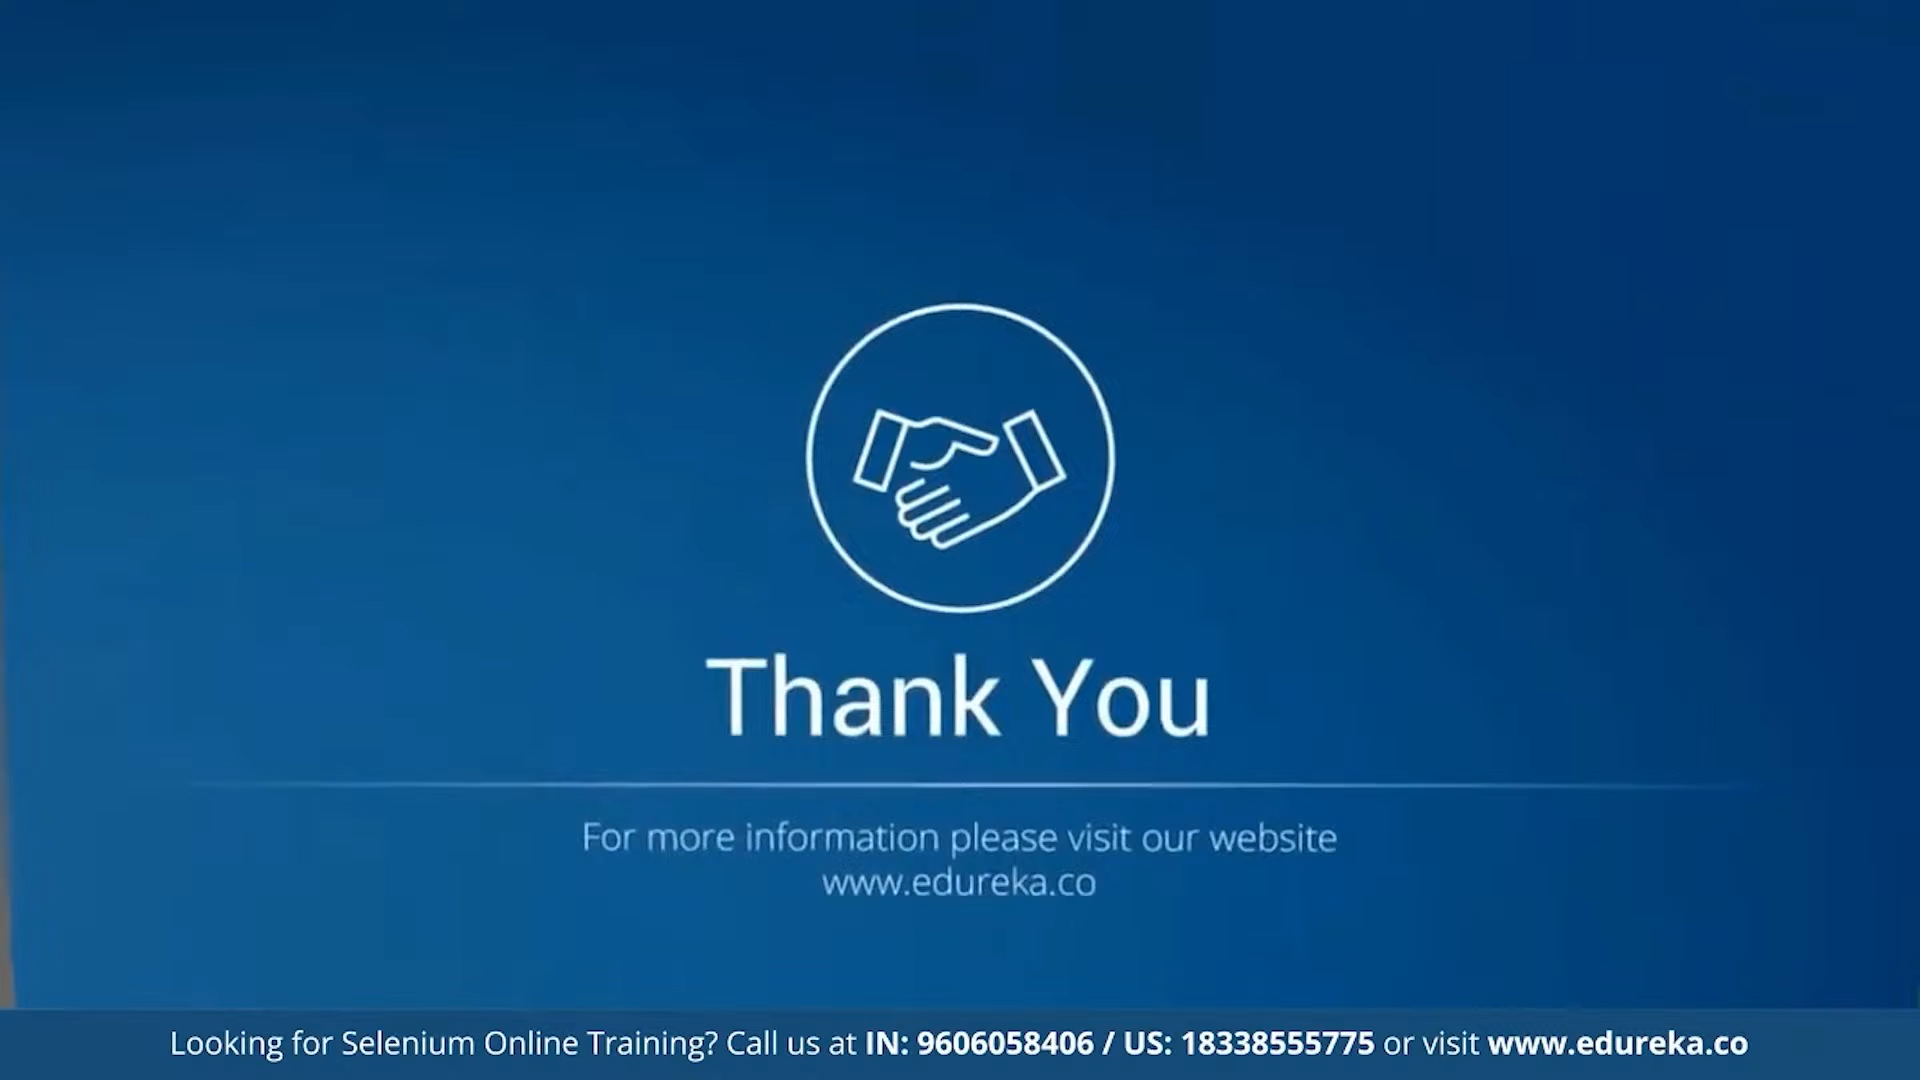 Thank You
For more information please visit our website
www.edureka.co
Looking for Selenium Online Training? Call us at IN: 9606058406 / US: 18338555775 or visit www.edureka.co